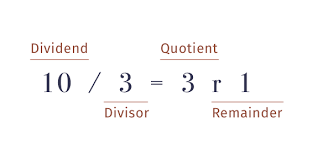 Dividend Quotient
10 / 3 = 3 r 1
Divisor Remainder